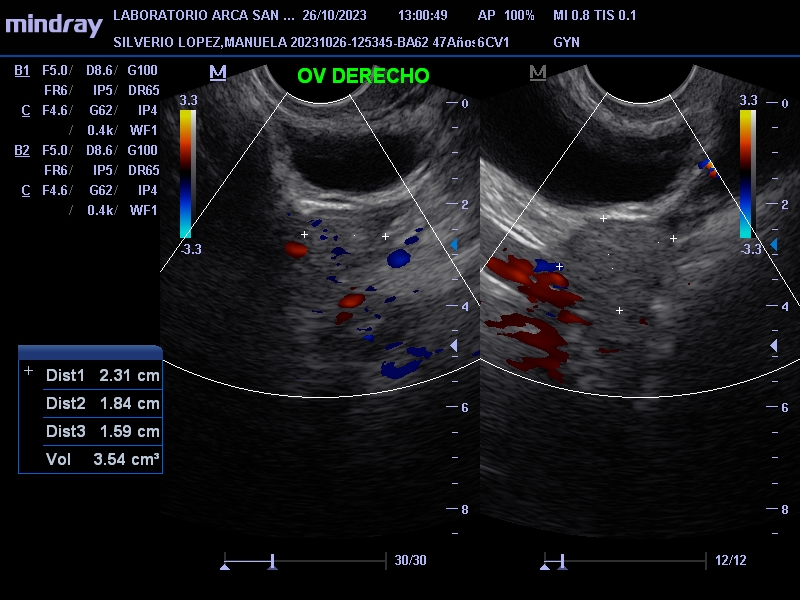 mindray
LABORATORIO ARCA SAN ... 26/10/2023 13:00:49 AP 100% MI 0.8 TIS 0.1
SILVERIO LOPEZ,MANUELA 20231026-125345-BA62 47Años 6CV1 GYN
B1 F5.0/ D8.6/ G100
FR6/ IP5/ DR65
C F4.6/ G62/ IP4
/ 0.4k/ WF1
B2 F5.0/ D8.6/ G100
FR6/ IP5/ DR65
C F4.6/ G62/ IP4
/ 0.4k/ WF1
M OV DERECHO M
3.3 0 3.3 0
2 2
-3.3 -3.3
4 4
+ Dist1 2.31 cm
Dist2 1.84 cm
Dist3 1.59 cm
Vol 3.54 cm³
6 6
8 8
30/30 12/12